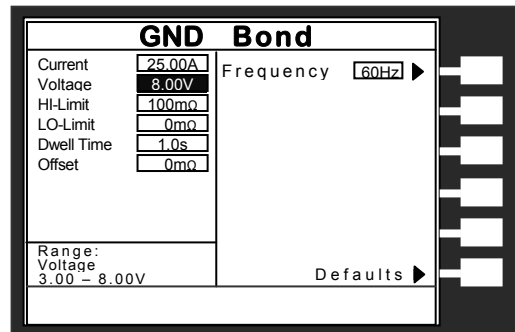 GND Bond
Current 25.00A
Voltage 8.00V
HI-Limit 100mΩ
LO-Limit 0mΩ
Dwell Time 1.0s
Offset 0mΩ
Frequency 60Hz
Range:
Voltage
3.00 – 8.00V
Defaults